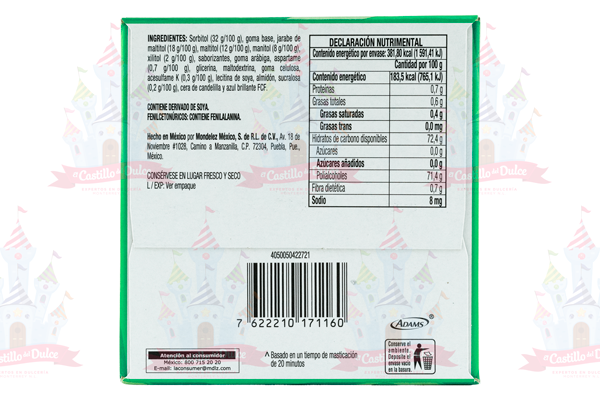 INGREDIENTES: Sorbitol (32 g/100 g), goma base, jarabe de
maltitol (18 g/100 g), maltitol (12 g/100 g), manitol (8 g/100 g),
xilitol (2 g/100 g), saborizantes, goma arábiga, aspartame
(0,7 g/100 g), glicerina, maltodextrina, goma celulosa,
acesulfame K (0,3 g/100 g), lecitina de soya, almidón, sucralosa
(0,2 g/100 g), cera de candelilla y azul brillante FCF.
CONTIENE DERIVADO DE SOYA.
FENILCETONÚRICOS: CONTIENE FENILALANINA.
Hecho en México por Mondelez México, S. de R.L. de C.V., Av. 18 de
Noviembre #1028, Camino a Manzanilla, C.P. 72304, Puebla, Pue.,
México.
CONSÉRVESE EN LUGAR FRESCO Y SECO
L / EXP: Ver empaque
DECLARACIÓN NUTRIMENTAL
Contenido energético por envase: 381,80 kcal (1 591,41 kJ)
Cantidad por 100 g
Contenido energético 183,5 kcal (765,1 kJ)
Proteínas 0,7 g
Grasas totales 0,6 g
Grasas saturadas 0,4 g
Grasas trans 0,0 mg
Hidratos de carbono disponibles 72,4 g
Azúcares 0,0 g
Azúcares añadidos 0,0 g
Polialcoholes 71,4 g
Fibra dietética 0,7 g
Sodio 8 mg
4050050422721
7 622210 171160
ADAMS®
Atención al consumidor
México: 800 715 20 20
E-mail: laconsumer@mdlz.com
^ Basado en un tiempo de masticación
de 20 minutos
Conserve el
ambiente.
Deposite el
envase vacío
en la basura.
el Castillo del Dulce